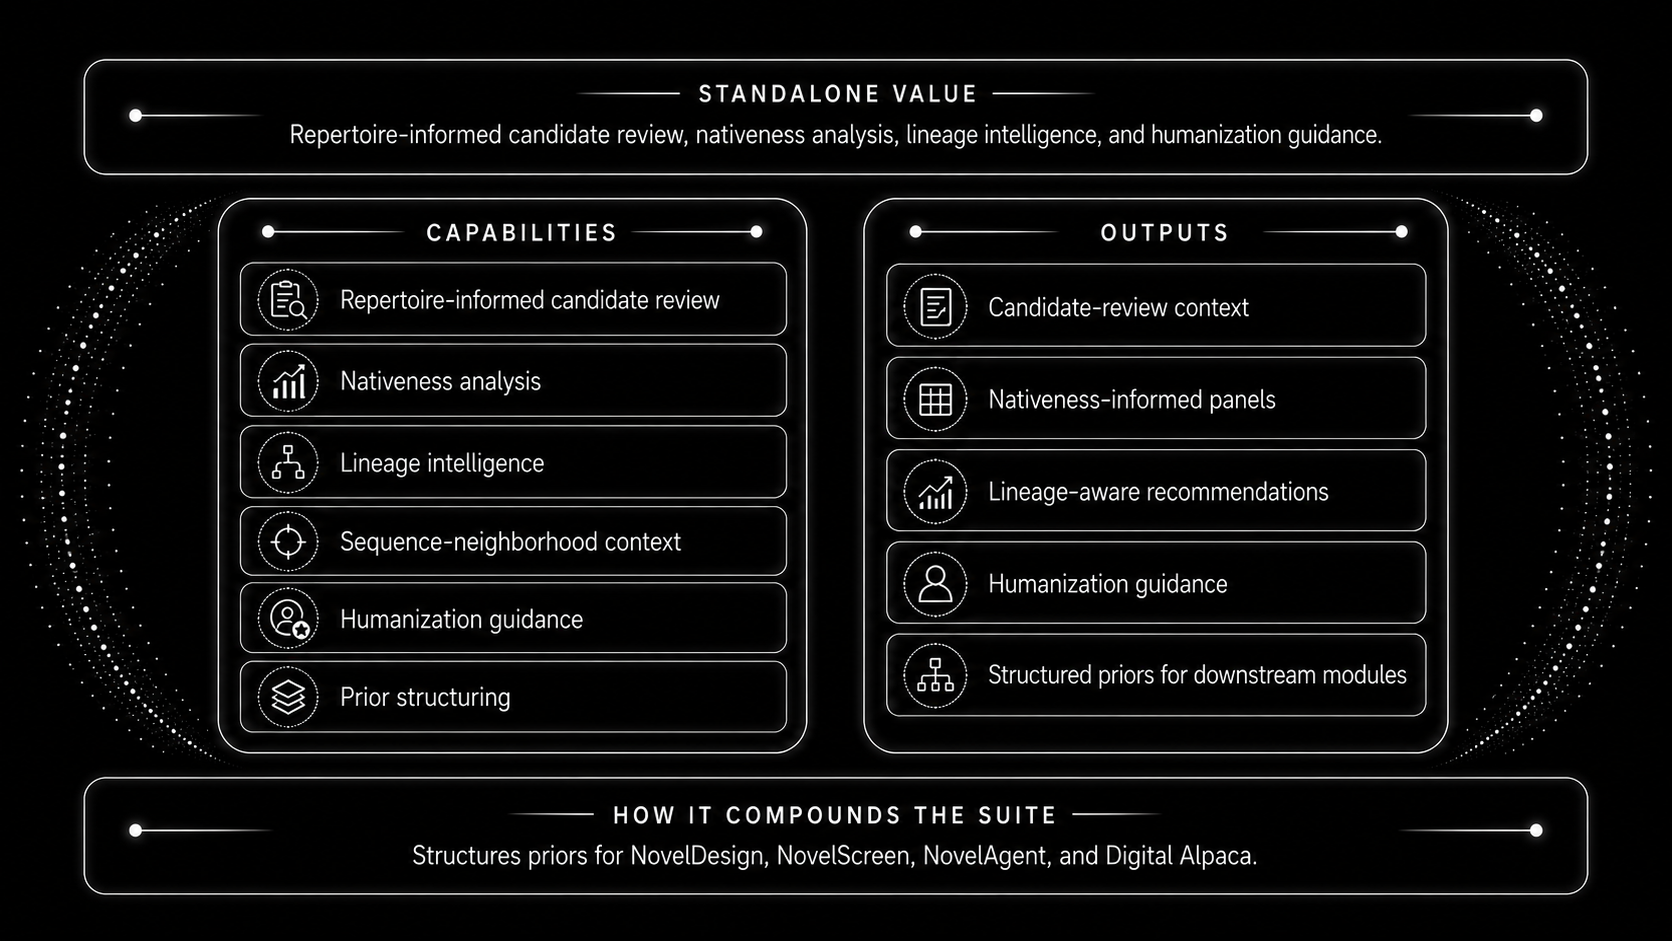 STANDALONE VALUE
Repertoire-informed candidate review, nativeness analysis, lineage intelligence, and humanization guidance.
CAPABILITIES
Repertoire-informed candidate review
Nativeness analysis
Lineage intelligence
Sequence-neighborhood context
Humanization guidance
Prior structuring
OUTPUTS
Candidate-review context
Nativeness-informed panels
Lineage-aware recommendations
Humanization guidance
Structured priors for downstream modules
HOW IT COMPOUNDS THE SUITE
Structures priors for NovelDesign, NovelScreen, NovelAgent, and Digital Alpaca.